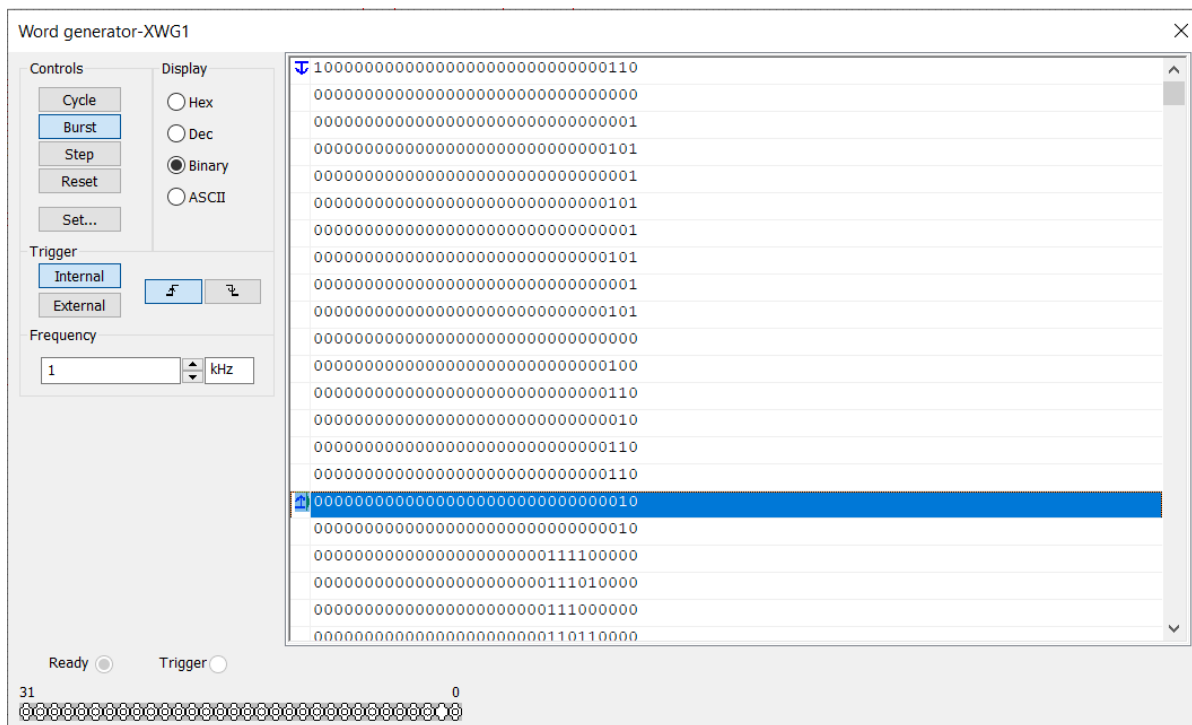 Word generator-XWG1
Controls
Cycle
Burst
Step
Reset
Set...
Display
Hex
Dec
Binary
ASCII
Trigger
Internal
External
Frequency
1
kHz
10000000000000000000000000000110
00000000000000000000000000000000
00000000000000000000000000000001
00000000000000000000000000000101
00000000000000000000000000000001
00000000000000000000000000000101
00000000000000000000000000000001
00000000000000000000000000000101
00000000000000000000000000000001
00000000000000000000000000000101
00000000000000000000000000000000
00000000000000000000000000000100
00000000000000000000000000000110
00000000000000000000000000000010
00000000000000000000000000000110
00000000000000000000000000000110
00000000000000000000000000000010
00000000000000000000000000000010
00000000000000000000000111100000
00000000000000000000000111010000
00000000000000000000000111000000
00000000000000000000000110110000
Ready
Trigger
31 0